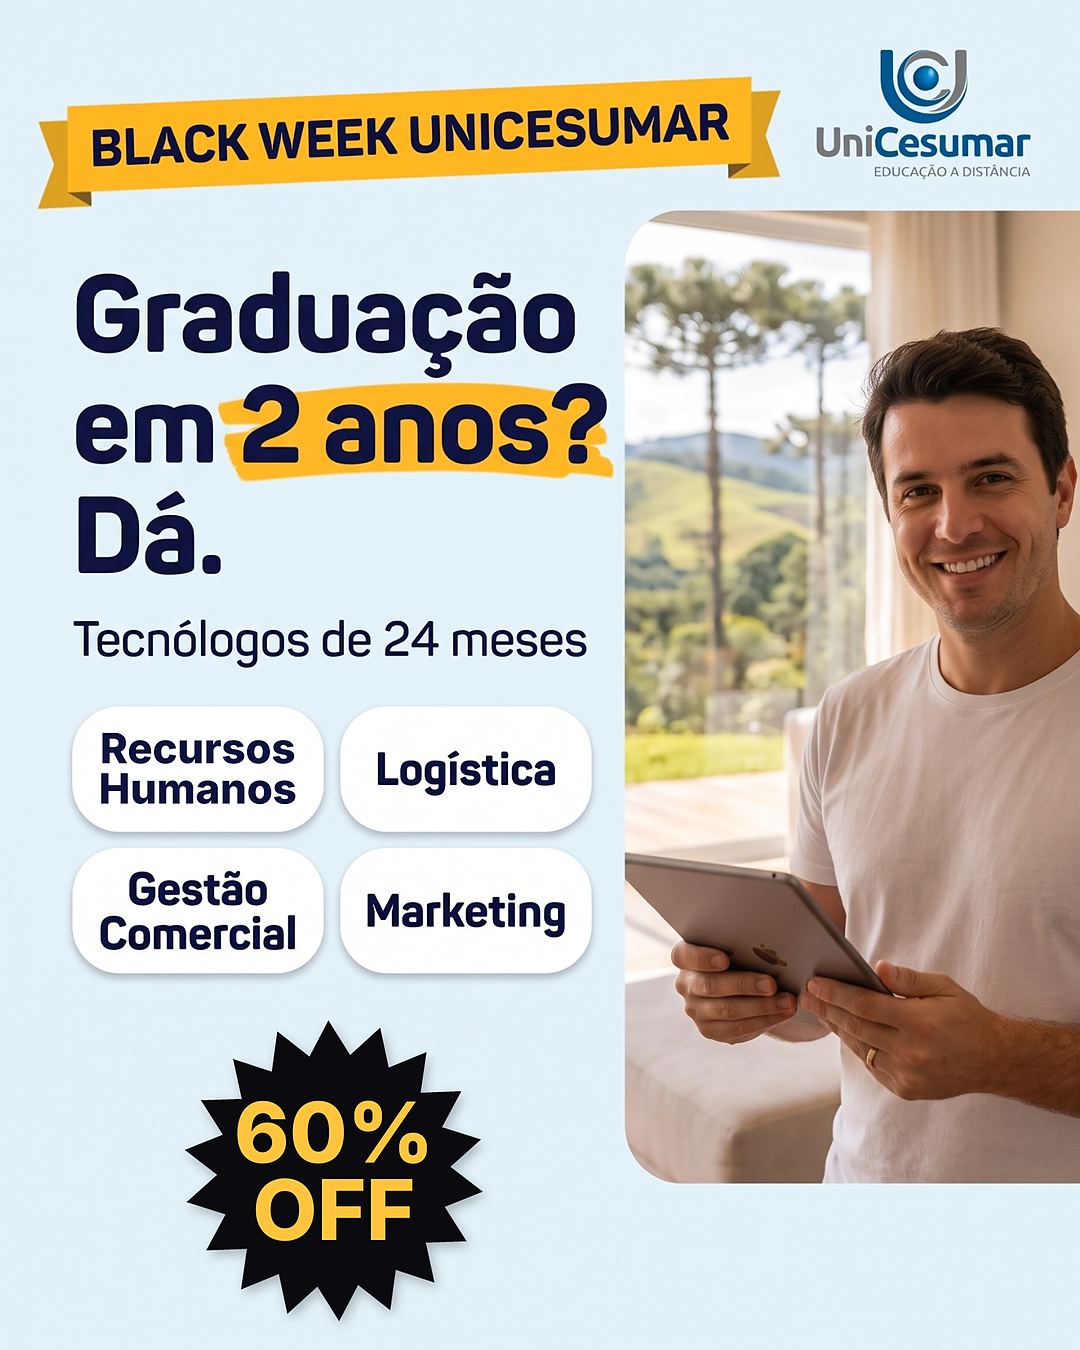 BLACK WEEK UNICESUMAR
UniCesumar
EDUCAÇÃO A DISTÂNCIA
Graduação
em 2 anos?
Dá.
Tecnólogos de 24 meses
Recursos
Humanos
Logística
Gestão
Comercial
Marketing
60%
OFF